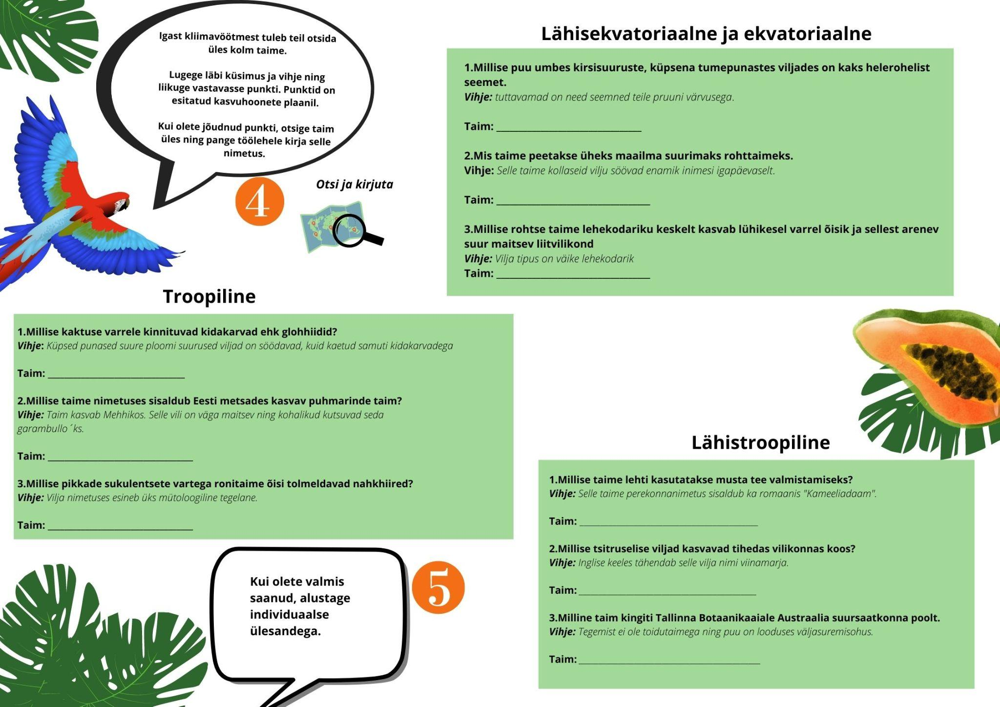 Igast kliimavöötmest tuleb teil otsida
üles kolm taime.
Lugege läbi küsimus ja vihje ning
liikuge vastavasse punkti. Punktid on
esitatud kasvuhoonete plaanil.
Kui olete jõudnud punkti, otsige taim
üles ning pange töölehele kirja selle
nimetus.
4
Otsi ja kirjuta
Lähisekvatoriaalne ja ekvatoriaalne
1.Millise puu umbes kirsisuuruste, küpsena tumepunastes viljades on kaks helerohelist
seemet.
Vihje: tuttavamad on need seemned teile pruuni värvusega.
Taim: ______________________________
2.Mis taime peetakse üheks maailma suurimaks rohttaimeks.
Vihje: Selle taime kollaseid vilju söövad enamik inimesi igapäevaselt.
Taim: ________________________________
3.Millise rohtse taime lehekodariku keskelt kasvab lühikesel varrel õisik ja sellest arenev
suur maitsev liitvilikond
Vihje: Vilja tipus on väike lehekodarik
Taim: ________________________________
Troopiline
1.Millise kaktuse varrele kinnituvad kidakarvad ehk glohhiidid?
Vihje: Küpsed punased suure ploomi suurused viljad on söödavad, kuid kaetud samuti kidakarvadega
Taim: ______________________________
2.Millise taime nimetuses sisaldub Eesti metsades kasvav puhmarinde taim?
Vihje: Taim kasvab Mehhikos. Selle vili on väga maitsev ning kohalikud kutsuvad seda
garambullo´ks.
Taim: ________________________________
3.Millise pikkade sukulentsete vartega ronitaime õisi tolmeldavad nahkhiired?
Vihje: Vilja nimetuses esineb üks mütoloogiline tegelane.
Taim: ________________________________
Lähistroopiline
1.Millise taime lehti kasutatakse musta tee valmistamiseks?
Vihje: Selle taime perekonnanimetus sisaldub ka romaanis "Kameeliadaam".
Taim: ________________________________________
2.Millise tsitruselise viljad kasvavad tihedas vilikonnas koos?
Vihje: Inglise keeles tähendab selle vilja nimi viinamarja.
Taim: ________________________________________
3.Milline taim kingiti Tallinna Botaanikaaiale Austraalia suursaatkonna poolt.
Vihje: Tegemist ei ole toidutaimega ning puu on looduses väljasuremisohus.
Taim: ________________________________________
Kui olete valmis
saanud, alustage
individuaalse
ülesandega.
5